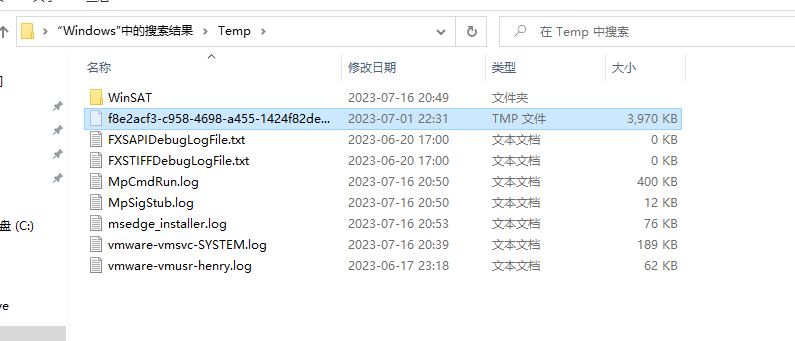 “Windows”中的搜索结果 Temp 在 Temp 中搜索
名称 修改日期 类型 大小
WinSAT 2023-07-16 20:49 文件夹
f8e2acf3-c958-4698-a455-1424f82de... 2023-07-01 22:31 TMP 文件 3,970 KB
FXSAPIDebugLogFile.txt 2023-06-20 17:00 文本文档 0 KB
FXSTIFFDebugLogFile.txt 2023-06-20 17:00 文本文档 0 KB
MpCmdRun.log 2023-07-16 20:50 文本文档 400 KB
MpSigStub.log 2023-07-16 20:50 文本文档 12 KB
msedge_installer.log 2023-07-16 20:53 文本文档 76 KB
盘 (C:)
vmware-vmsvc-SYSTEM.log 2023-07-16 20:39 文本文档 189 KB
vmware-vmusr-henry.log 2023-06-17 23:18 文本文档 62 KB
ve